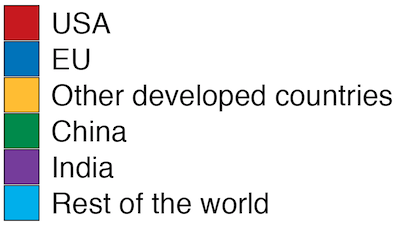 USA
EU
Other developed countries
China
India
Rest of the world